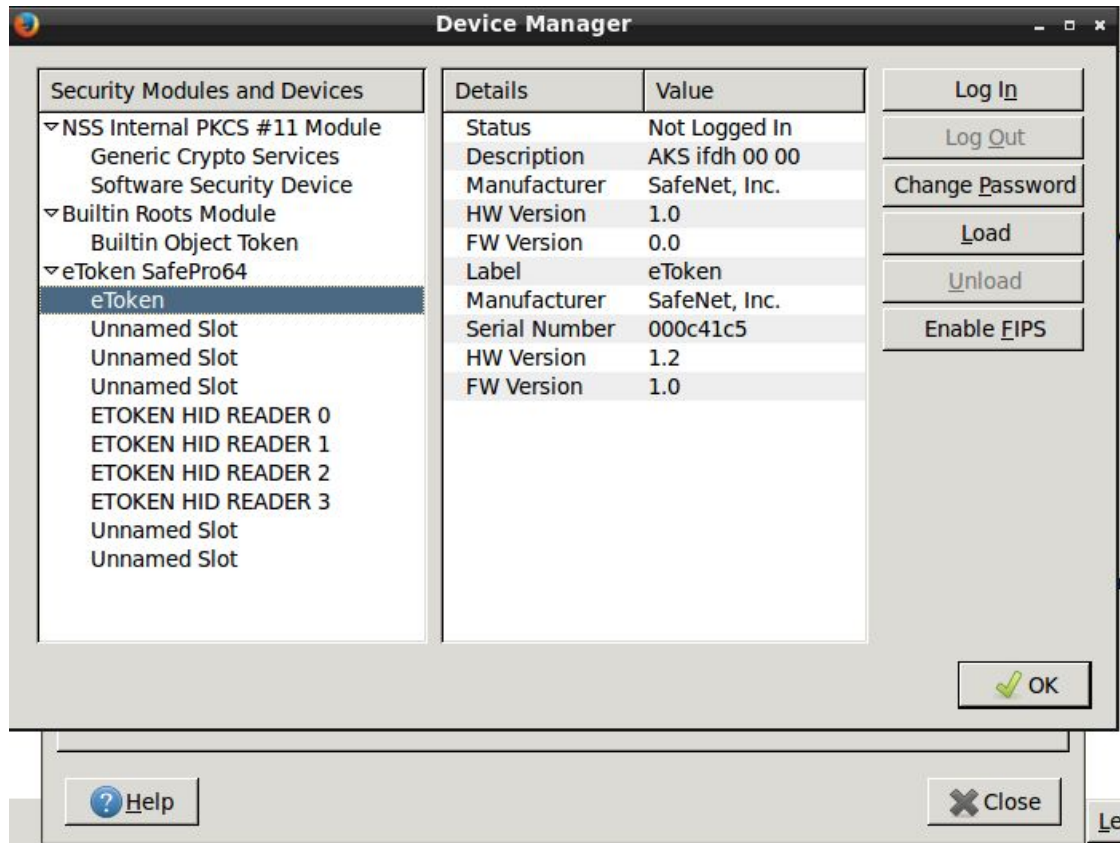 Device Manager
Security Modules and Devices
NSS Internal PKCS #11 Module
Generic Crypto Services
Software Security Device
Builtin Roots Module
Builtin Object Token
eToken SafePro64
eToken
Unnamed Slot
Unnamed Slot
Unnamed Slot
ETOKEN HID READER 0
ETOKEN HID READER 1
ETOKEN HID READER 2
ETOKEN HID READER 3
Unnamed Slot
Unnamed Slot
Details Value
Status Not Logged In
Description AKS ifdh 00 00
Manufacturer SafeNet, Inc.
HW Version 1.0
FW Version 0.0
Label eToken
Manufacturer SafeNet, Inc.
Serial Number 000c41c5
HW Version 1.2
FW Version 1.0
Log In
Log Out
Change Password
Load
Unload
Enable FIPS
OK
Help
Close